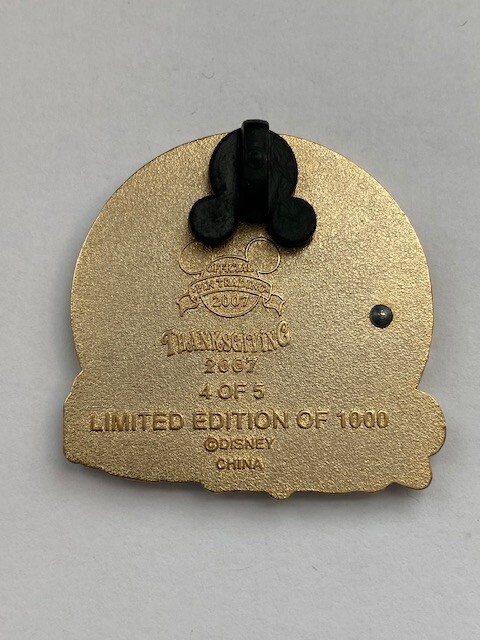 OFFICIAL
PIN TRADING
2007
THANKSGIVING
2007
4 OF 5
LIMITED EDITION OF 1000
©DISNEY
CHINA